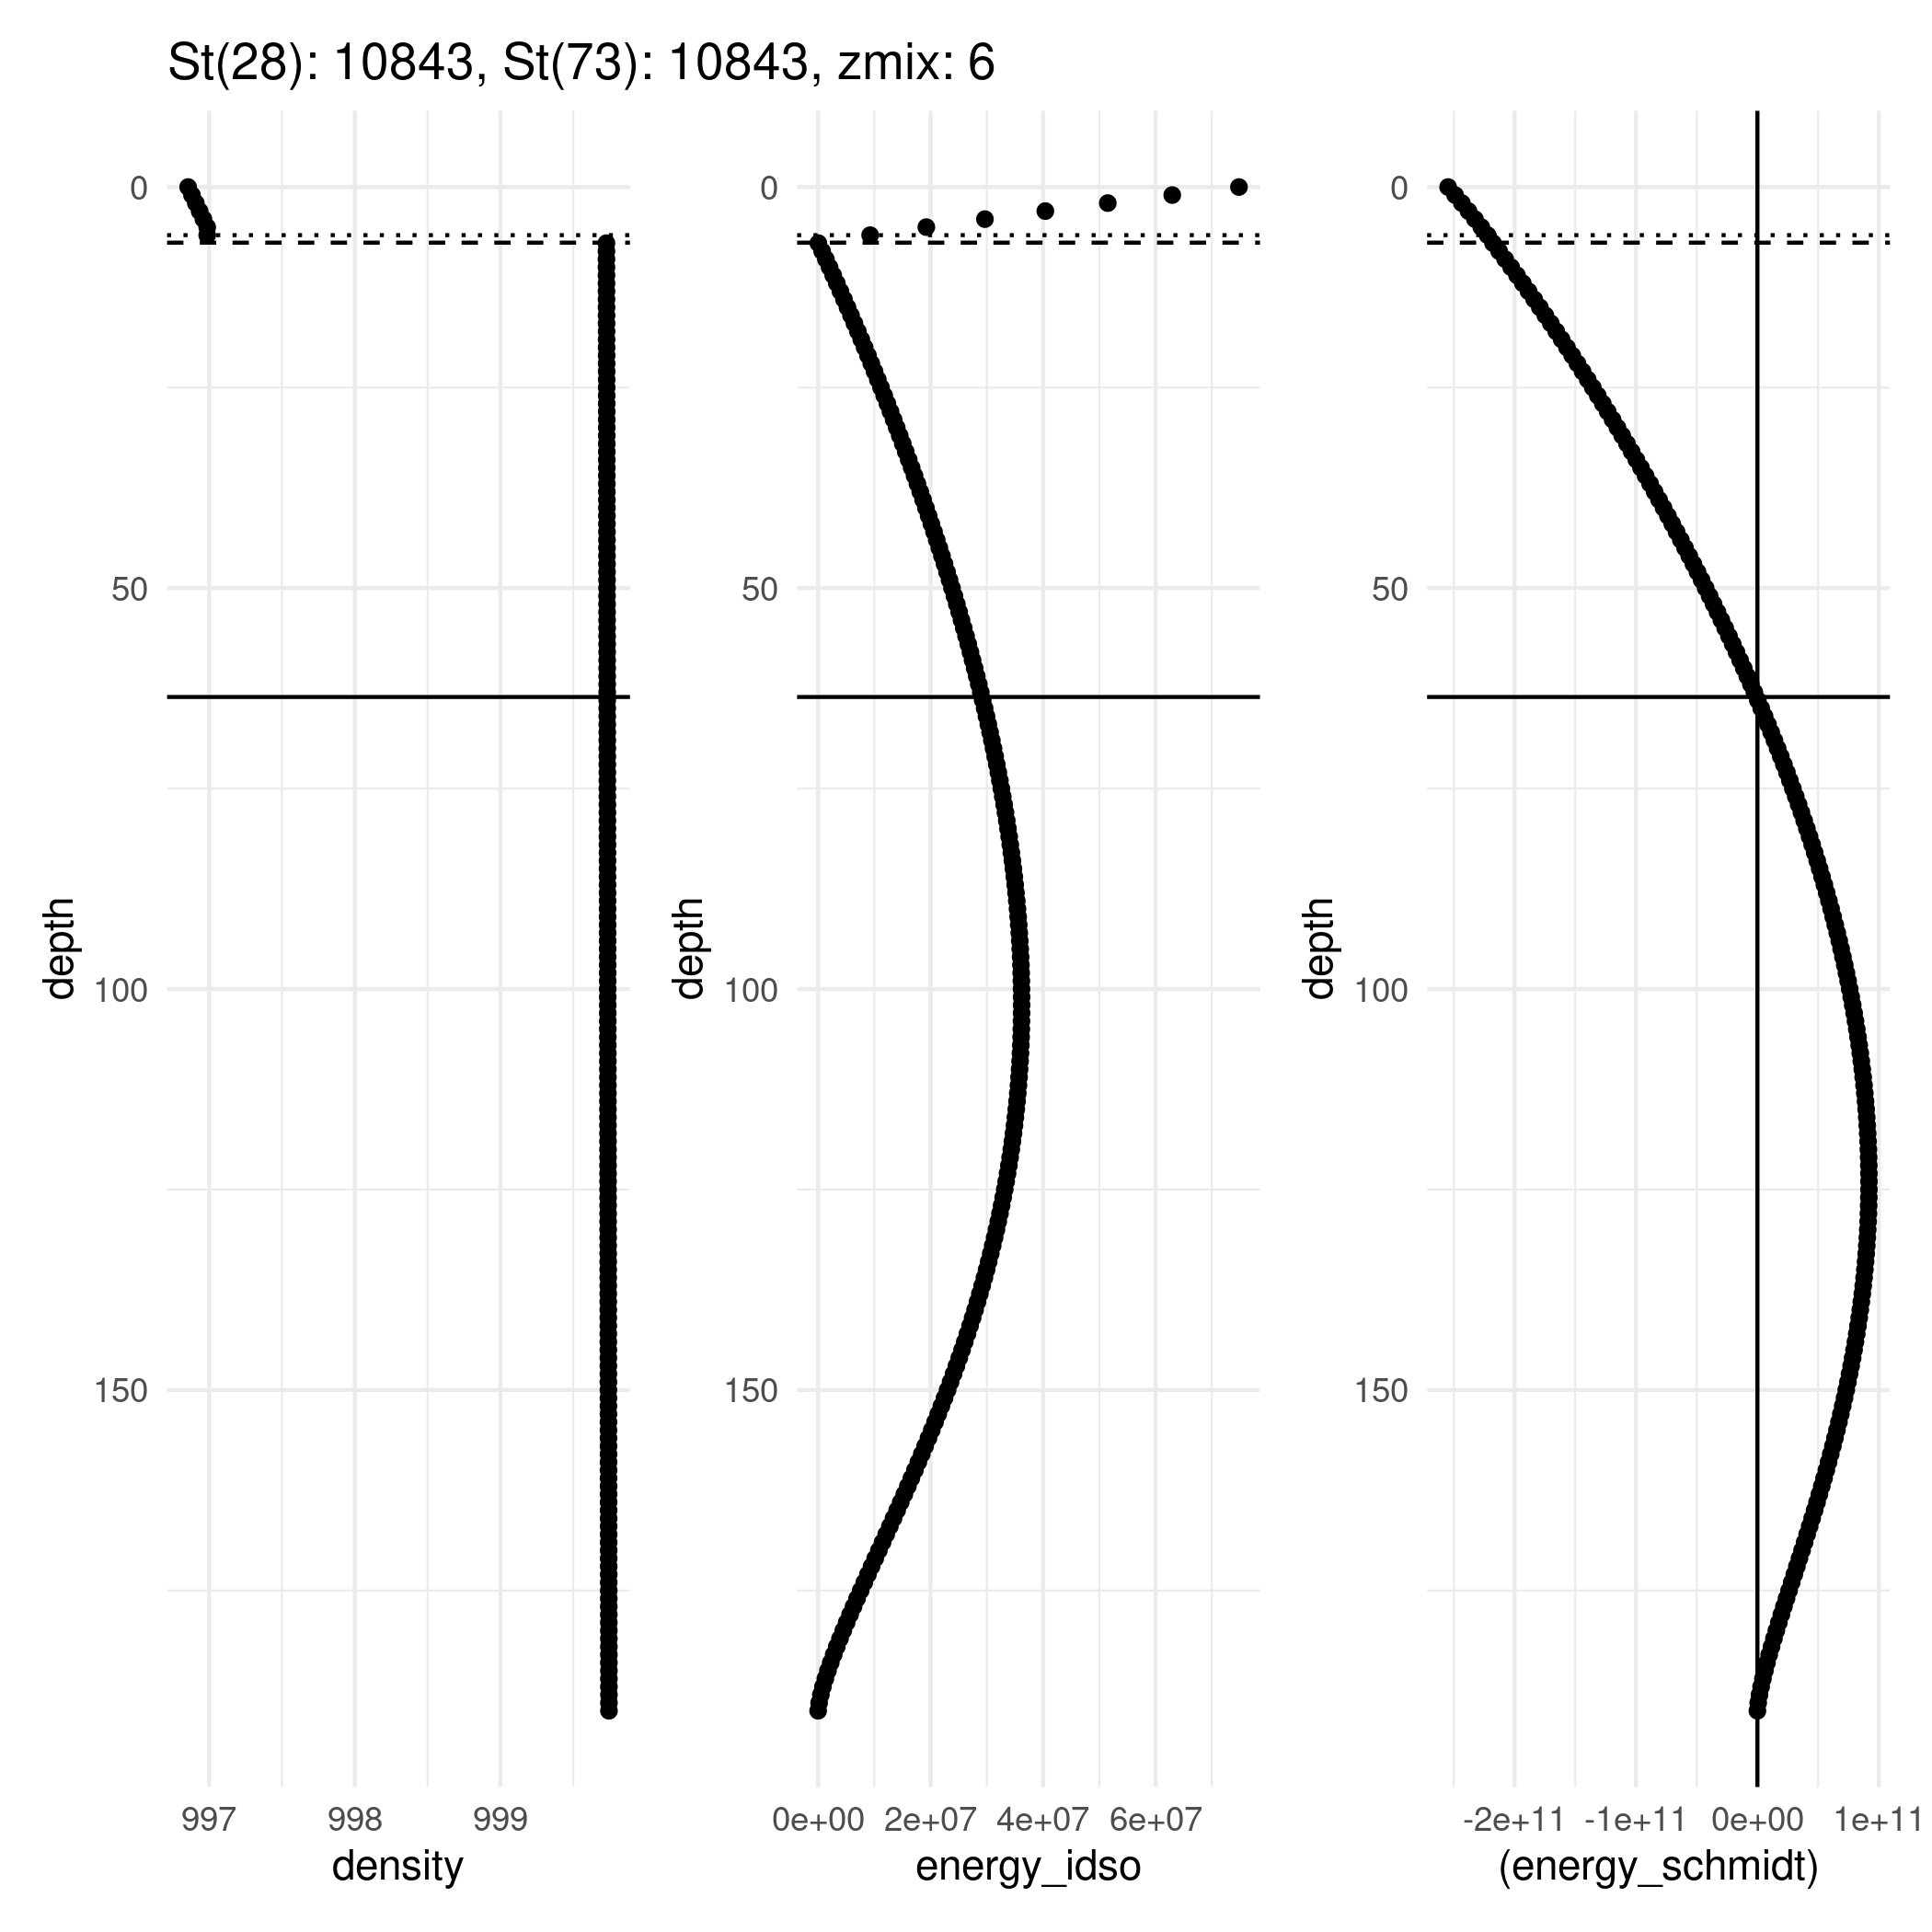 St(28): 10843, St(73): 10843, zmix: 6
0
50
100
150
depth
997 998 999
density
0
50
100
150
depth
0e+00 2e+07 4e+07 6e+07
energy_idso
0
50
100
150
depth
-2e+11 -1e+11 0e+00 1e+11
(energy_schmidt)